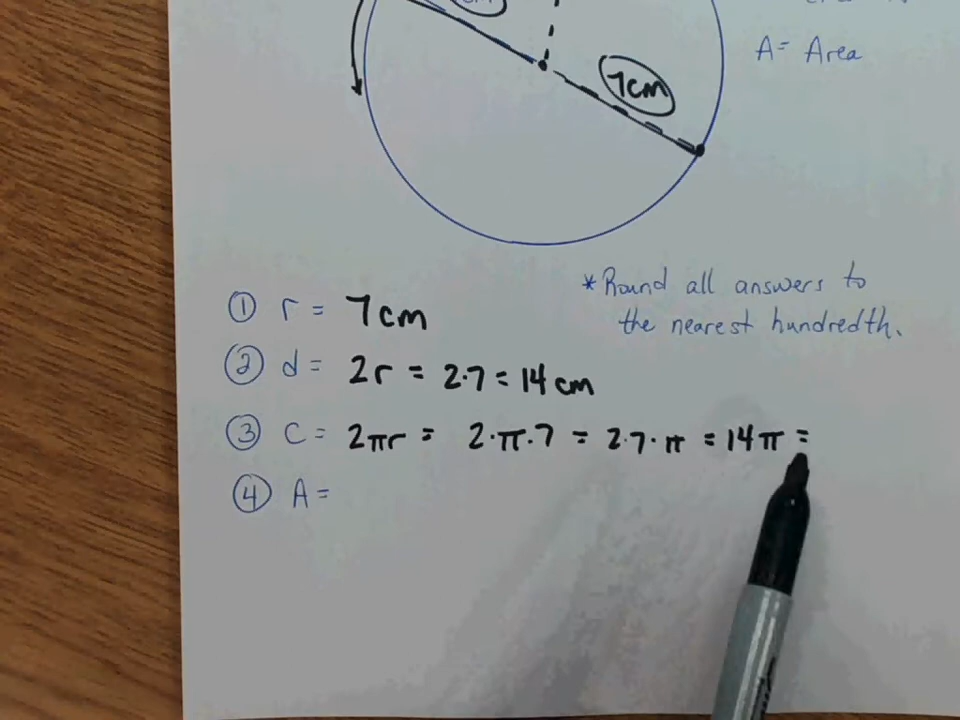 A = Area
7cm
*Round all answers to
the nearest hundredth.
① r = 7cm
② d = 2r = 2·7 = 14 cm
③ C = 2πr = 2·π·7 = 2·7·π = 14π =
④ A =